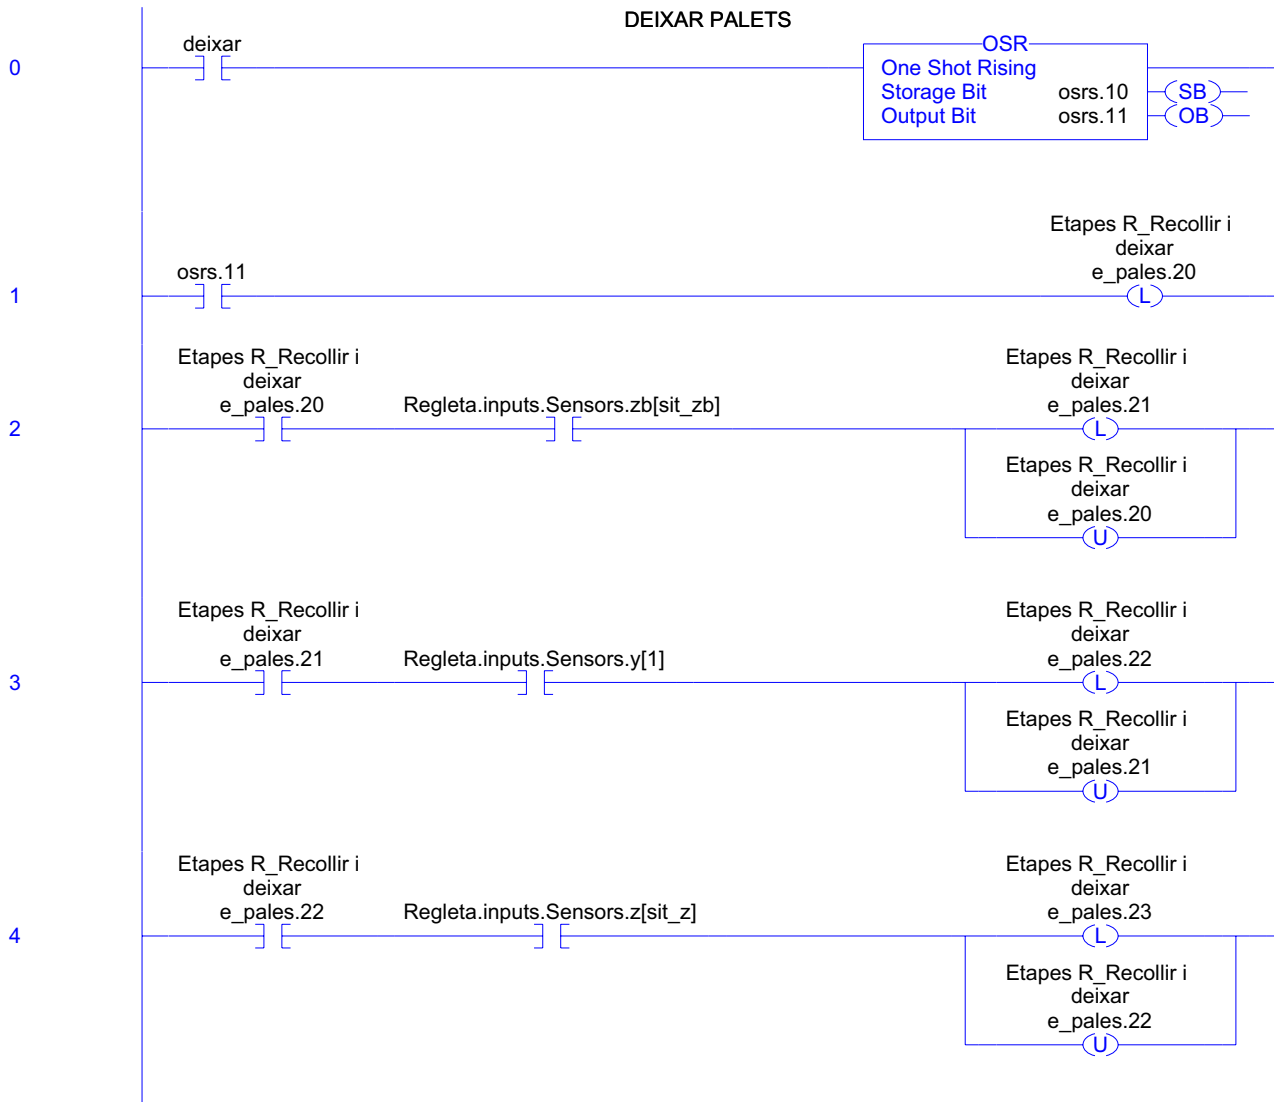 DEIXAR PALETS
deixar
OSR
0
One Shot Rising
Storage Bit osrs.10 SB
Output Bit osrs.11 OB
Etapes R_Recollir i
deixar
osrs.11 e_pales.20
1 L
Etapes R_Recollir i Etapes R_Recollir i
deixar deixar
e_pales.20 Regleta.inputs.Sensors.zb[sit_zb] e_pales.21
2 L
Etapes R_Recollir i
deixar
e_pales.20
U
Etapes R_Recollir i Etapes R_Recollir i
deixar deixar
e_pales.21 Regleta.inputs.Sensors.y[1] e_pales.22
3 L
Etapes R_Recollir i
deixar
e_pales.21
U
Etapes R_Recollir i Etapes R_Recollir i
deixar deixar
e_pales.22 Regleta.inputs.Sensors.z[sit_z] e_pales.23
4 L
Etapes R_Recollir i
deixar
e_pales.22
U